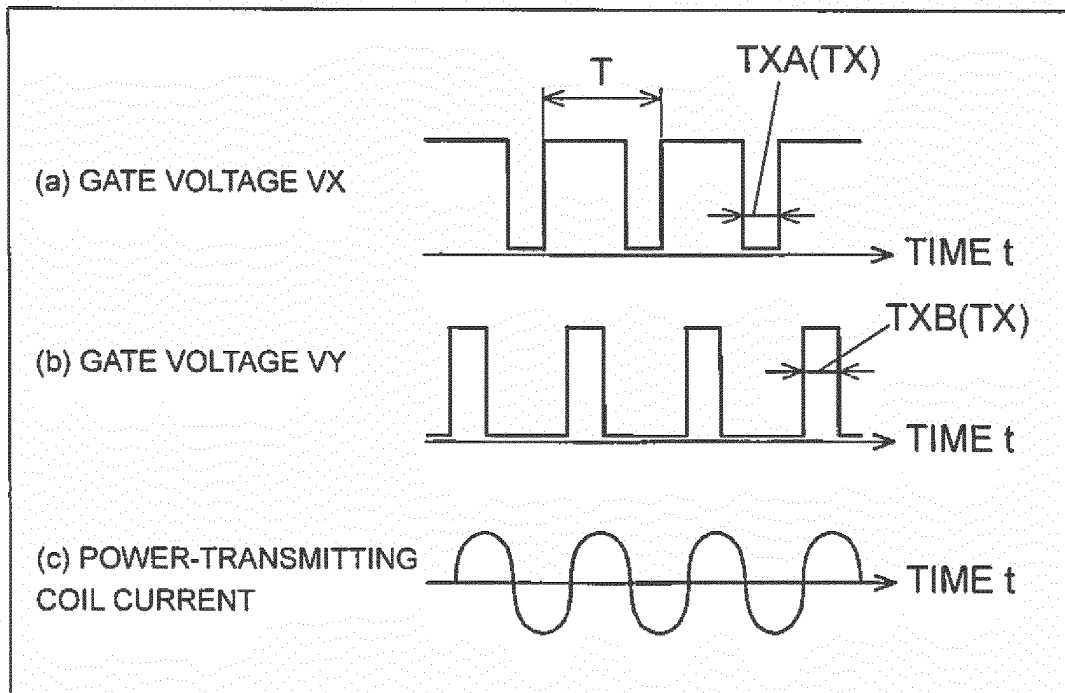 TXA(TX)
T
(a) GATE VOLTAGE VX
TIME t
TXB(TX)
(b) GATE VOLTAGE VY
TIME t
(c) POWER-TRANSMITTING
COIL CURRENT
TIME t